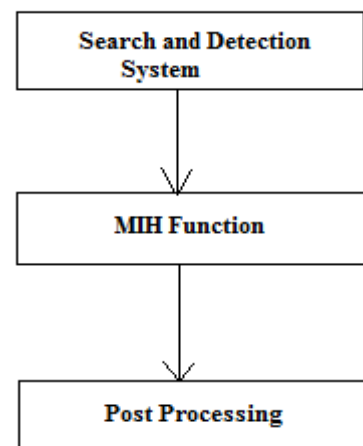 Search and Detection
System
MIH Function
Post Processing